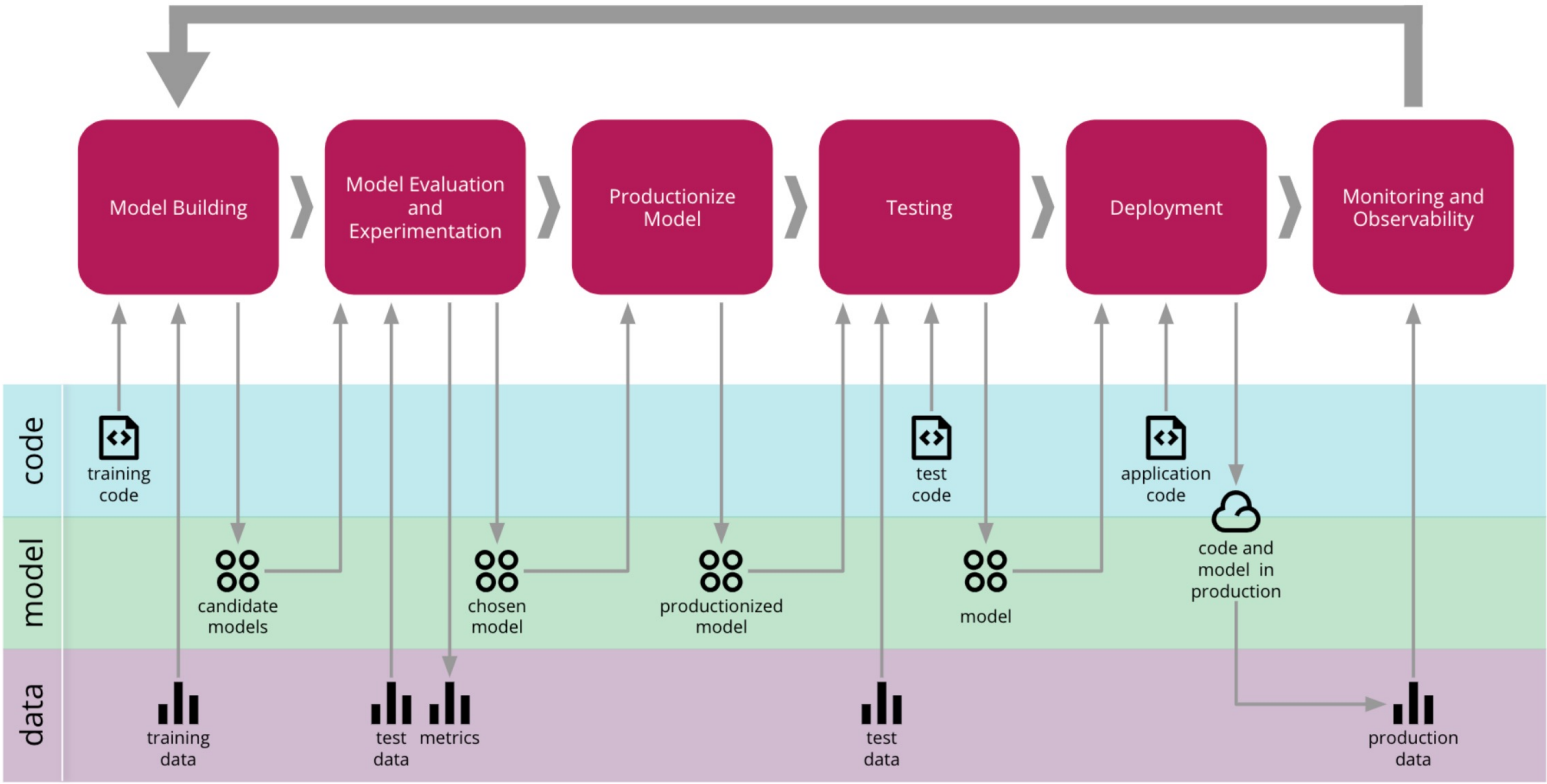 Model Building
Model Evaluation
and
Experimentation
Productionize
Model
Testing
Deployment
Monitoring and
Observability
code
training
code
test
code
application
code
model
candidate
models
chosen
model
productionized
model
model
code and
model in
production
data
training
data
test
data
metrics
test
data
production
data